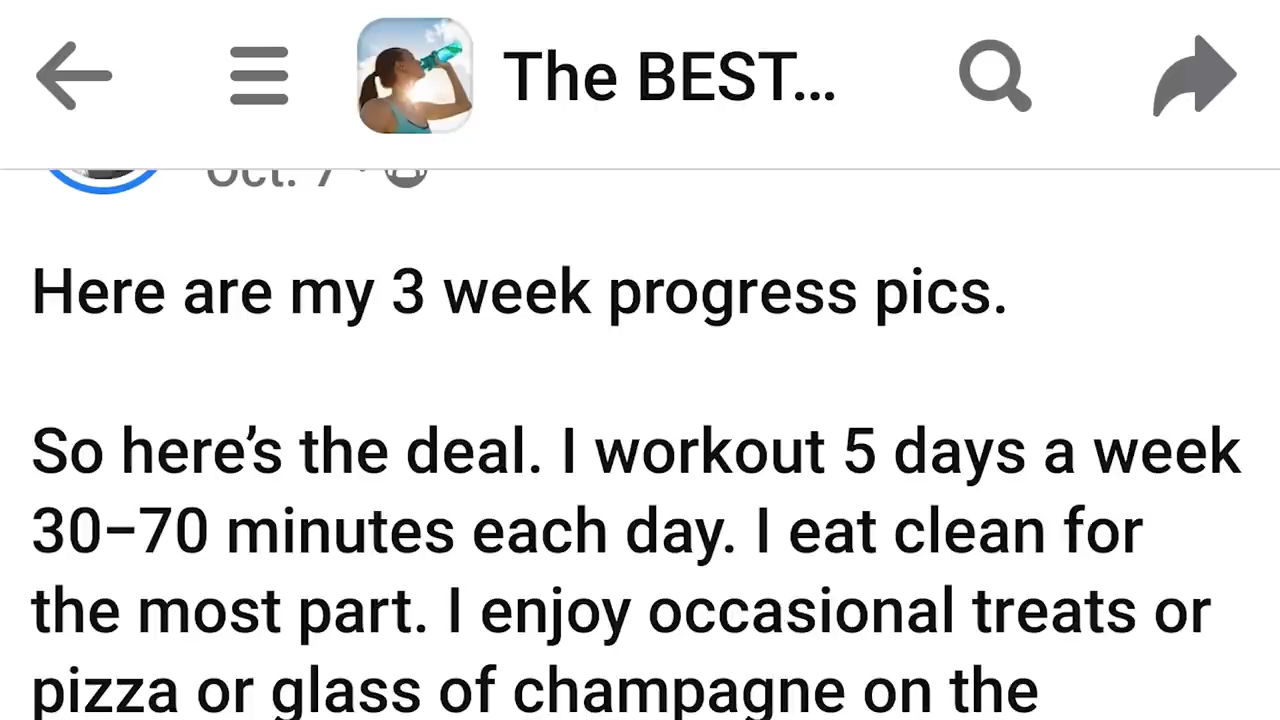 The BEST...
Oct. 7 ·
Here are my 3 week progress pics.
So here's the deal. I workout 5 days a week
30–70 minutes each day. I eat clean for
the most part. I enjoy occasional treats or
pizza or glass of champagne on the